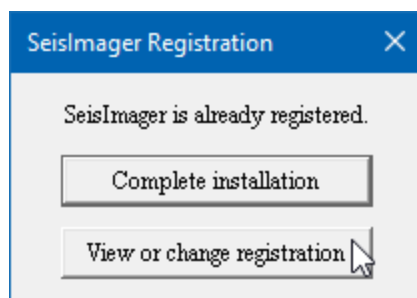 SeisImager Registration
SeisImager is already registered.
Complete installation
View or change registration